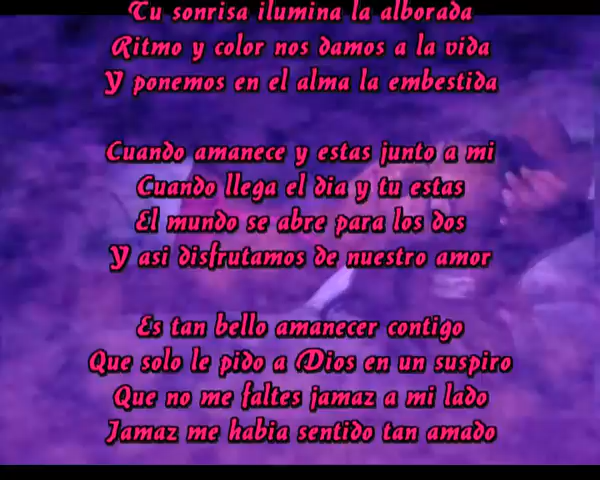 Tu sonrisa ilumina la alborada
Ritmo y color nos damos a la vida
Y ponemos en el alma la embestida
Cuando amanece y estas junto a mi
Cuando llega el dia y tu estas
El mundo se abre para los dos
Y asi disfrutamos de nuestro amor
Es tan bello amanecer contigo
Que solo le pido a Dios en un suspiro
Que no me faltes jamaz a mi lado
Jamaz me habia sentido tan amado